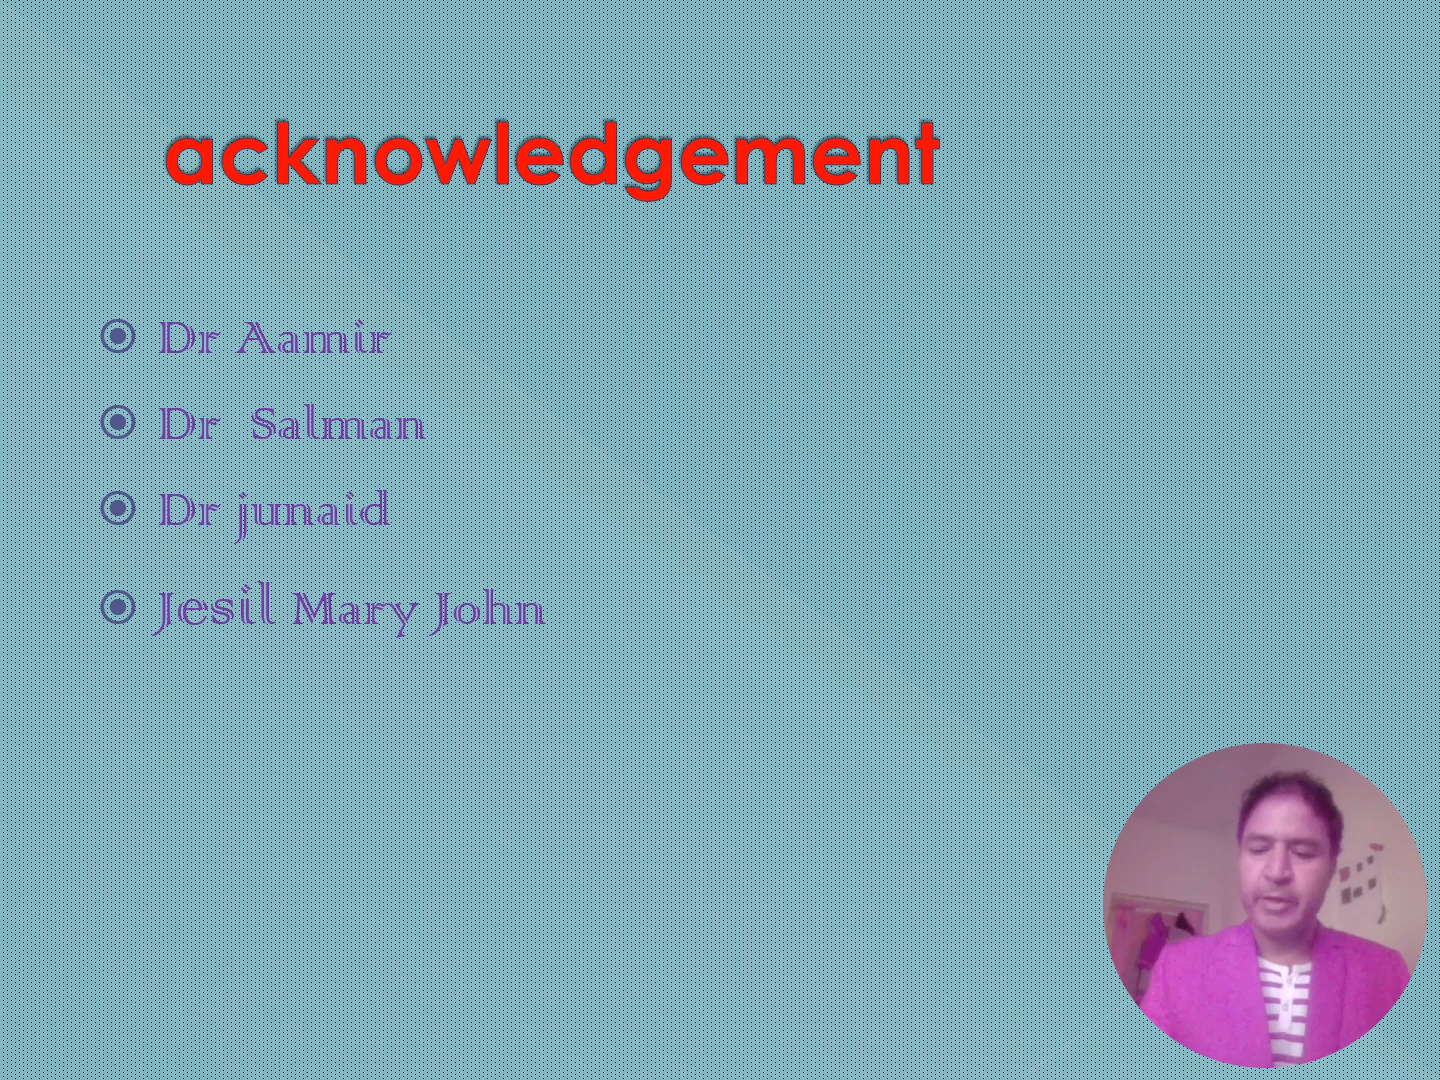 acknowledgement
Dr Aamir
Dr Salman
Dr junaid
Jesil Mary John